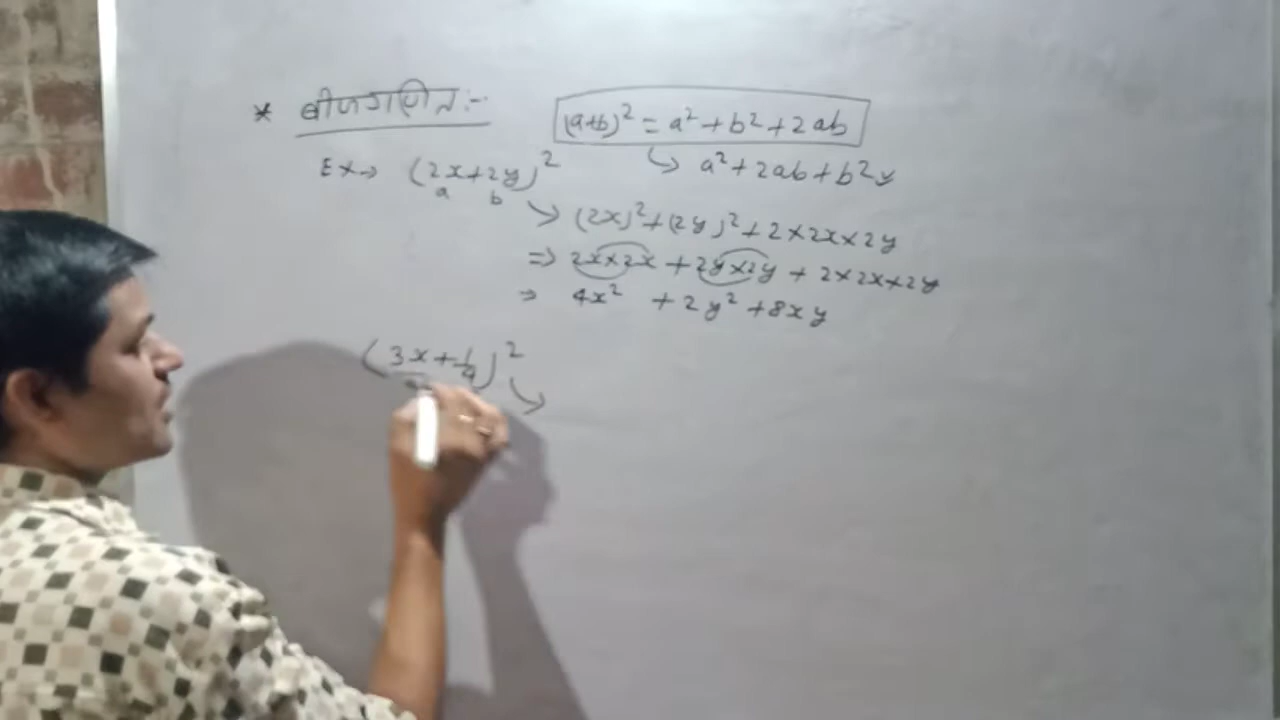 * बीजगणित :- (a+b)² = a² + b² + 2ab
↳ a² + 2ab + b²
Ex→ (2x+2y)²
a b
→ (2x)² + (2y)² + 2×2x×2y
⇒ 2x×2x + 2y×2y + 2×2x×2y
⇒ 4x² + 2y² + 8xy
(3x + 1/4)²